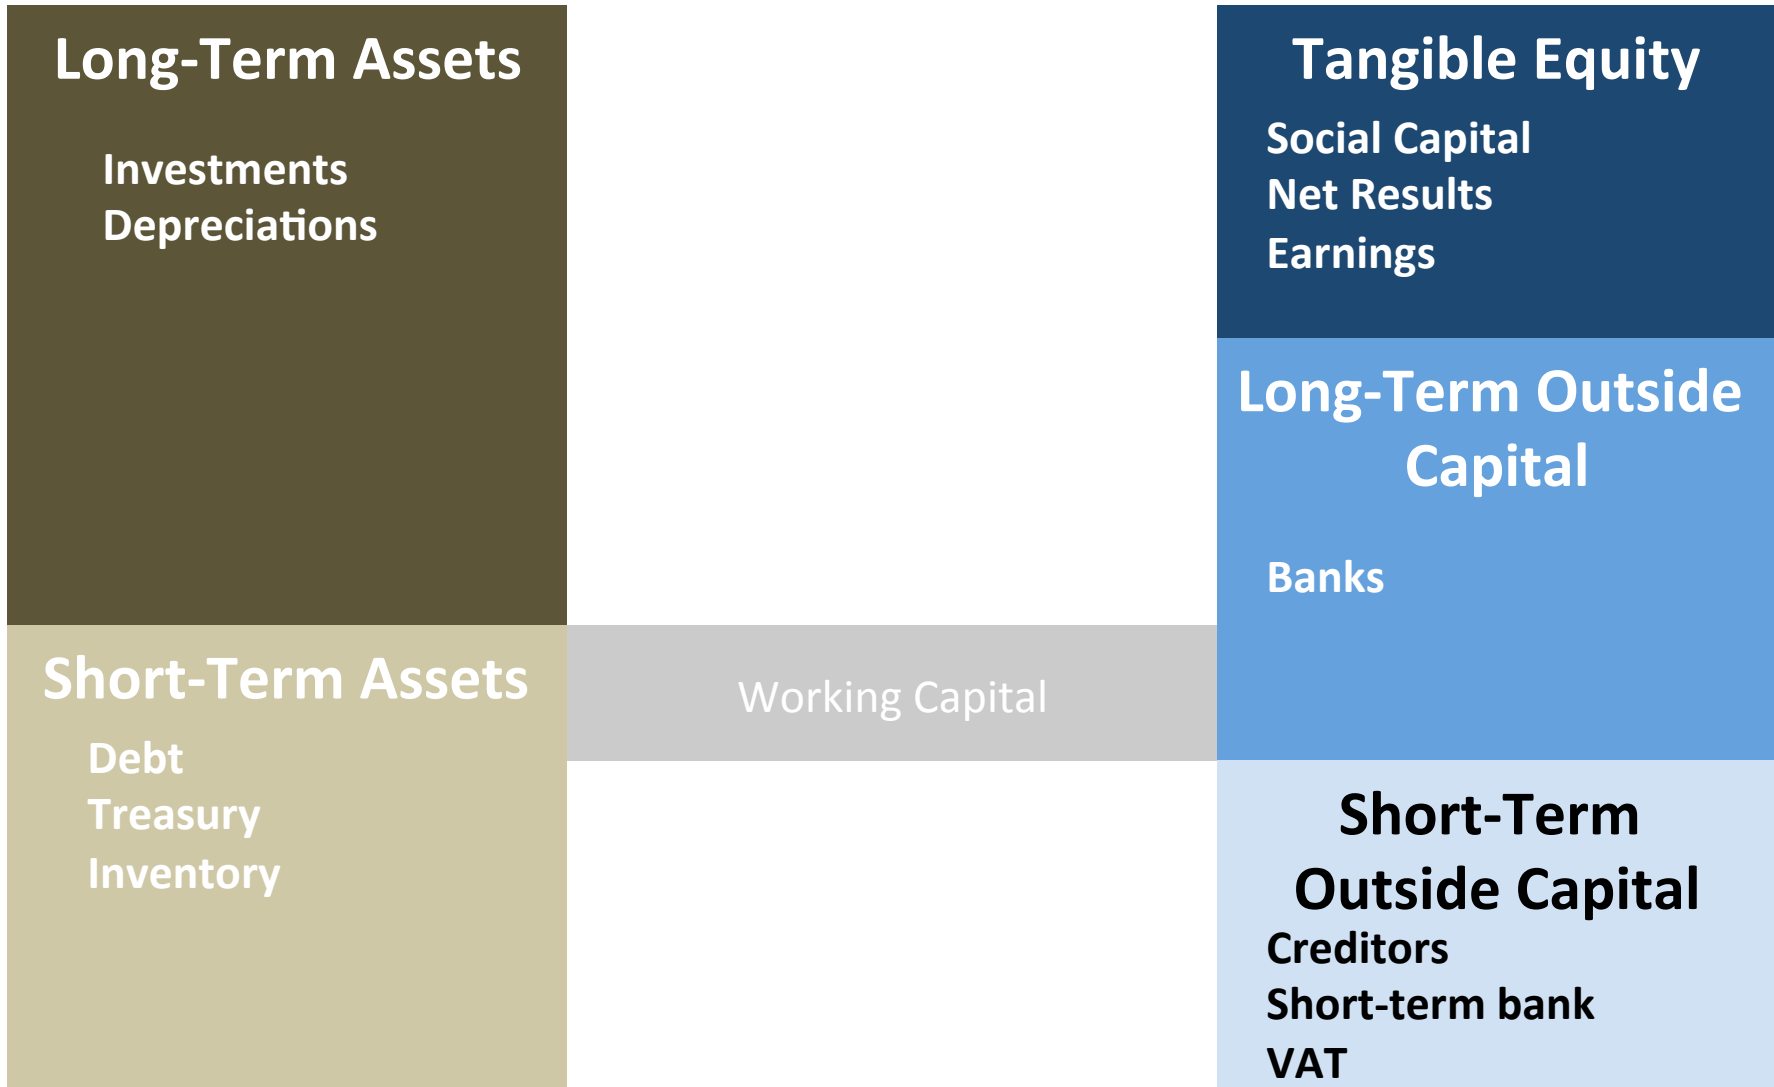 Long-Term Assets
Investments
Depreciations
Short-Term Assets
Debt
Treasury
Inventory
Working Capital
Tangible Equity
Social Capital
Net Results
Earnings
Long-Term Outside
Capital
Banks
Short-Term
Outside Capital
Creditors
Short-term bank
VAT